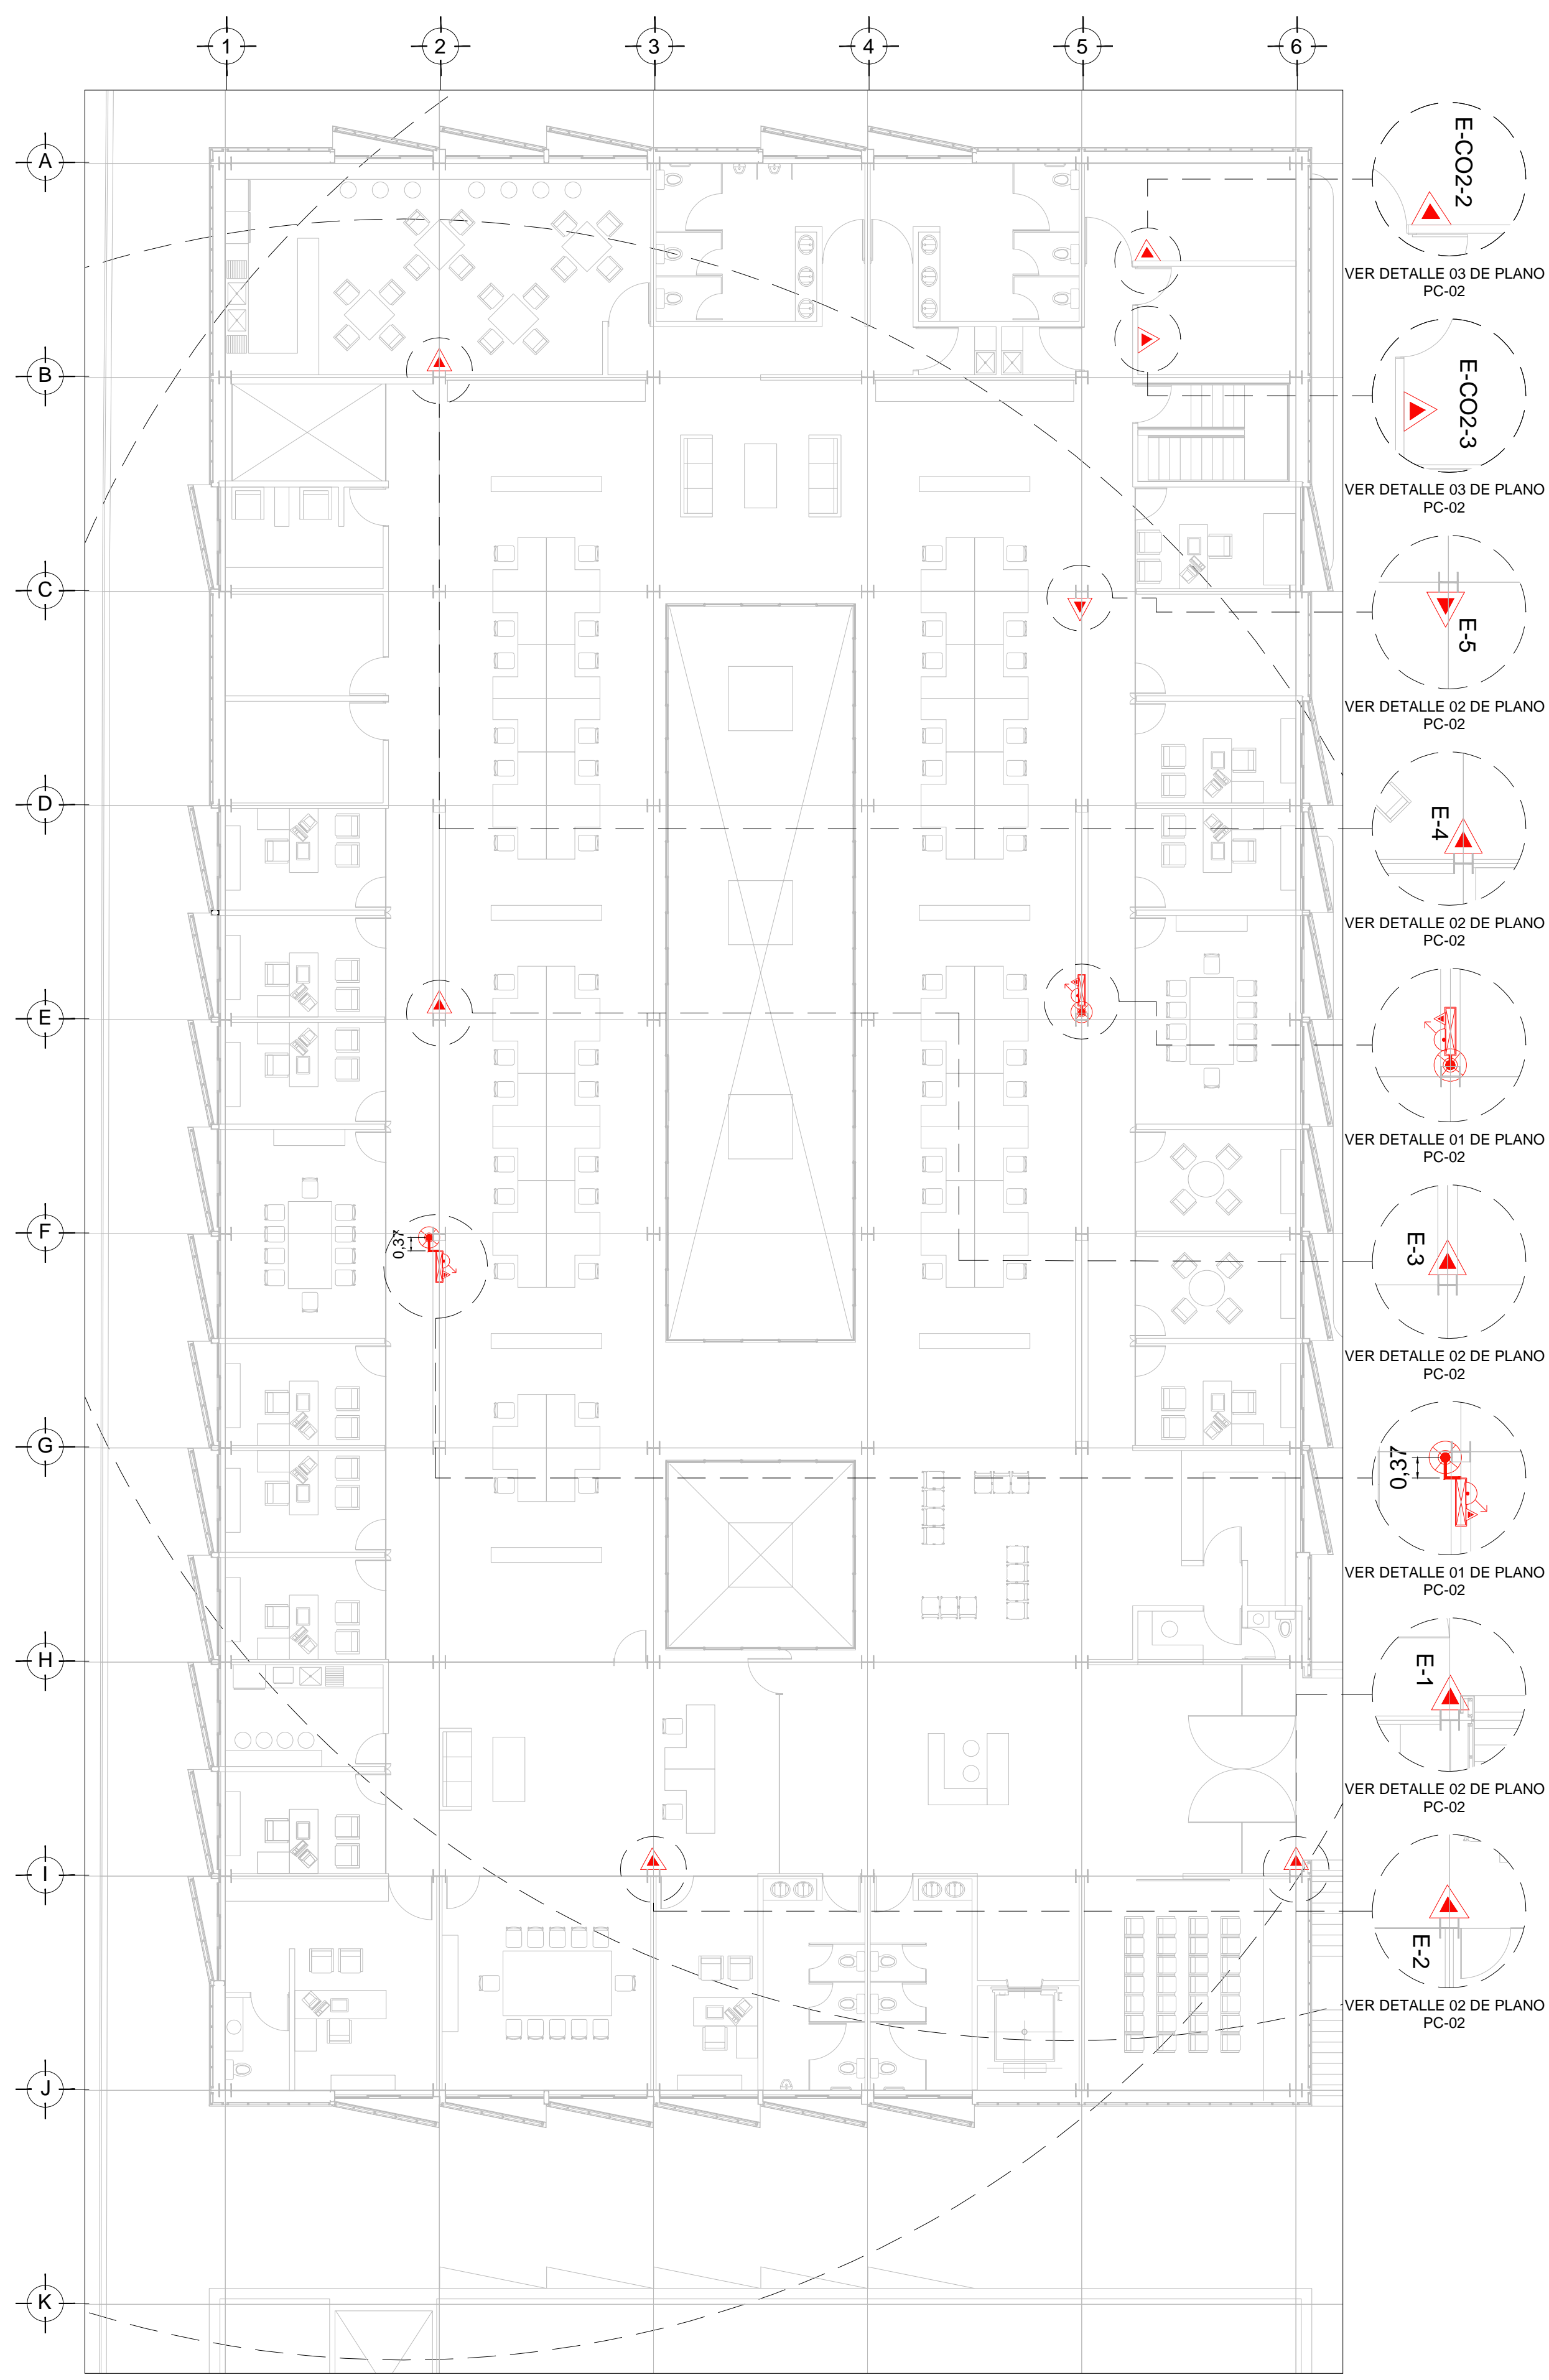 1
2
3
4
5
6
A
B
C
D
E
F
G
H
I
J
K
0,37
E-CO2-2
VER DETALLE 03 DE PLANO
PC-02
E-CO2-3
VER DETALLE 03 DE PLANO
PC-02
E-5
VER DETALLE 02 DE PLANO
PC-02
E-4
VER DETALLE 02 DE PLANO
PC-02
VER DETALLE 01 DE PLANO
PC-02
E-3
VER DETALLE 02 DE PLANO
PC-02
0,37
VER DETALLE 01 DE PLANO
PC-02
E-1
VER DETALLE 02 DE PLANO
PC-02
E-2
VER DETALLE 02 DE PLANO
PC-02